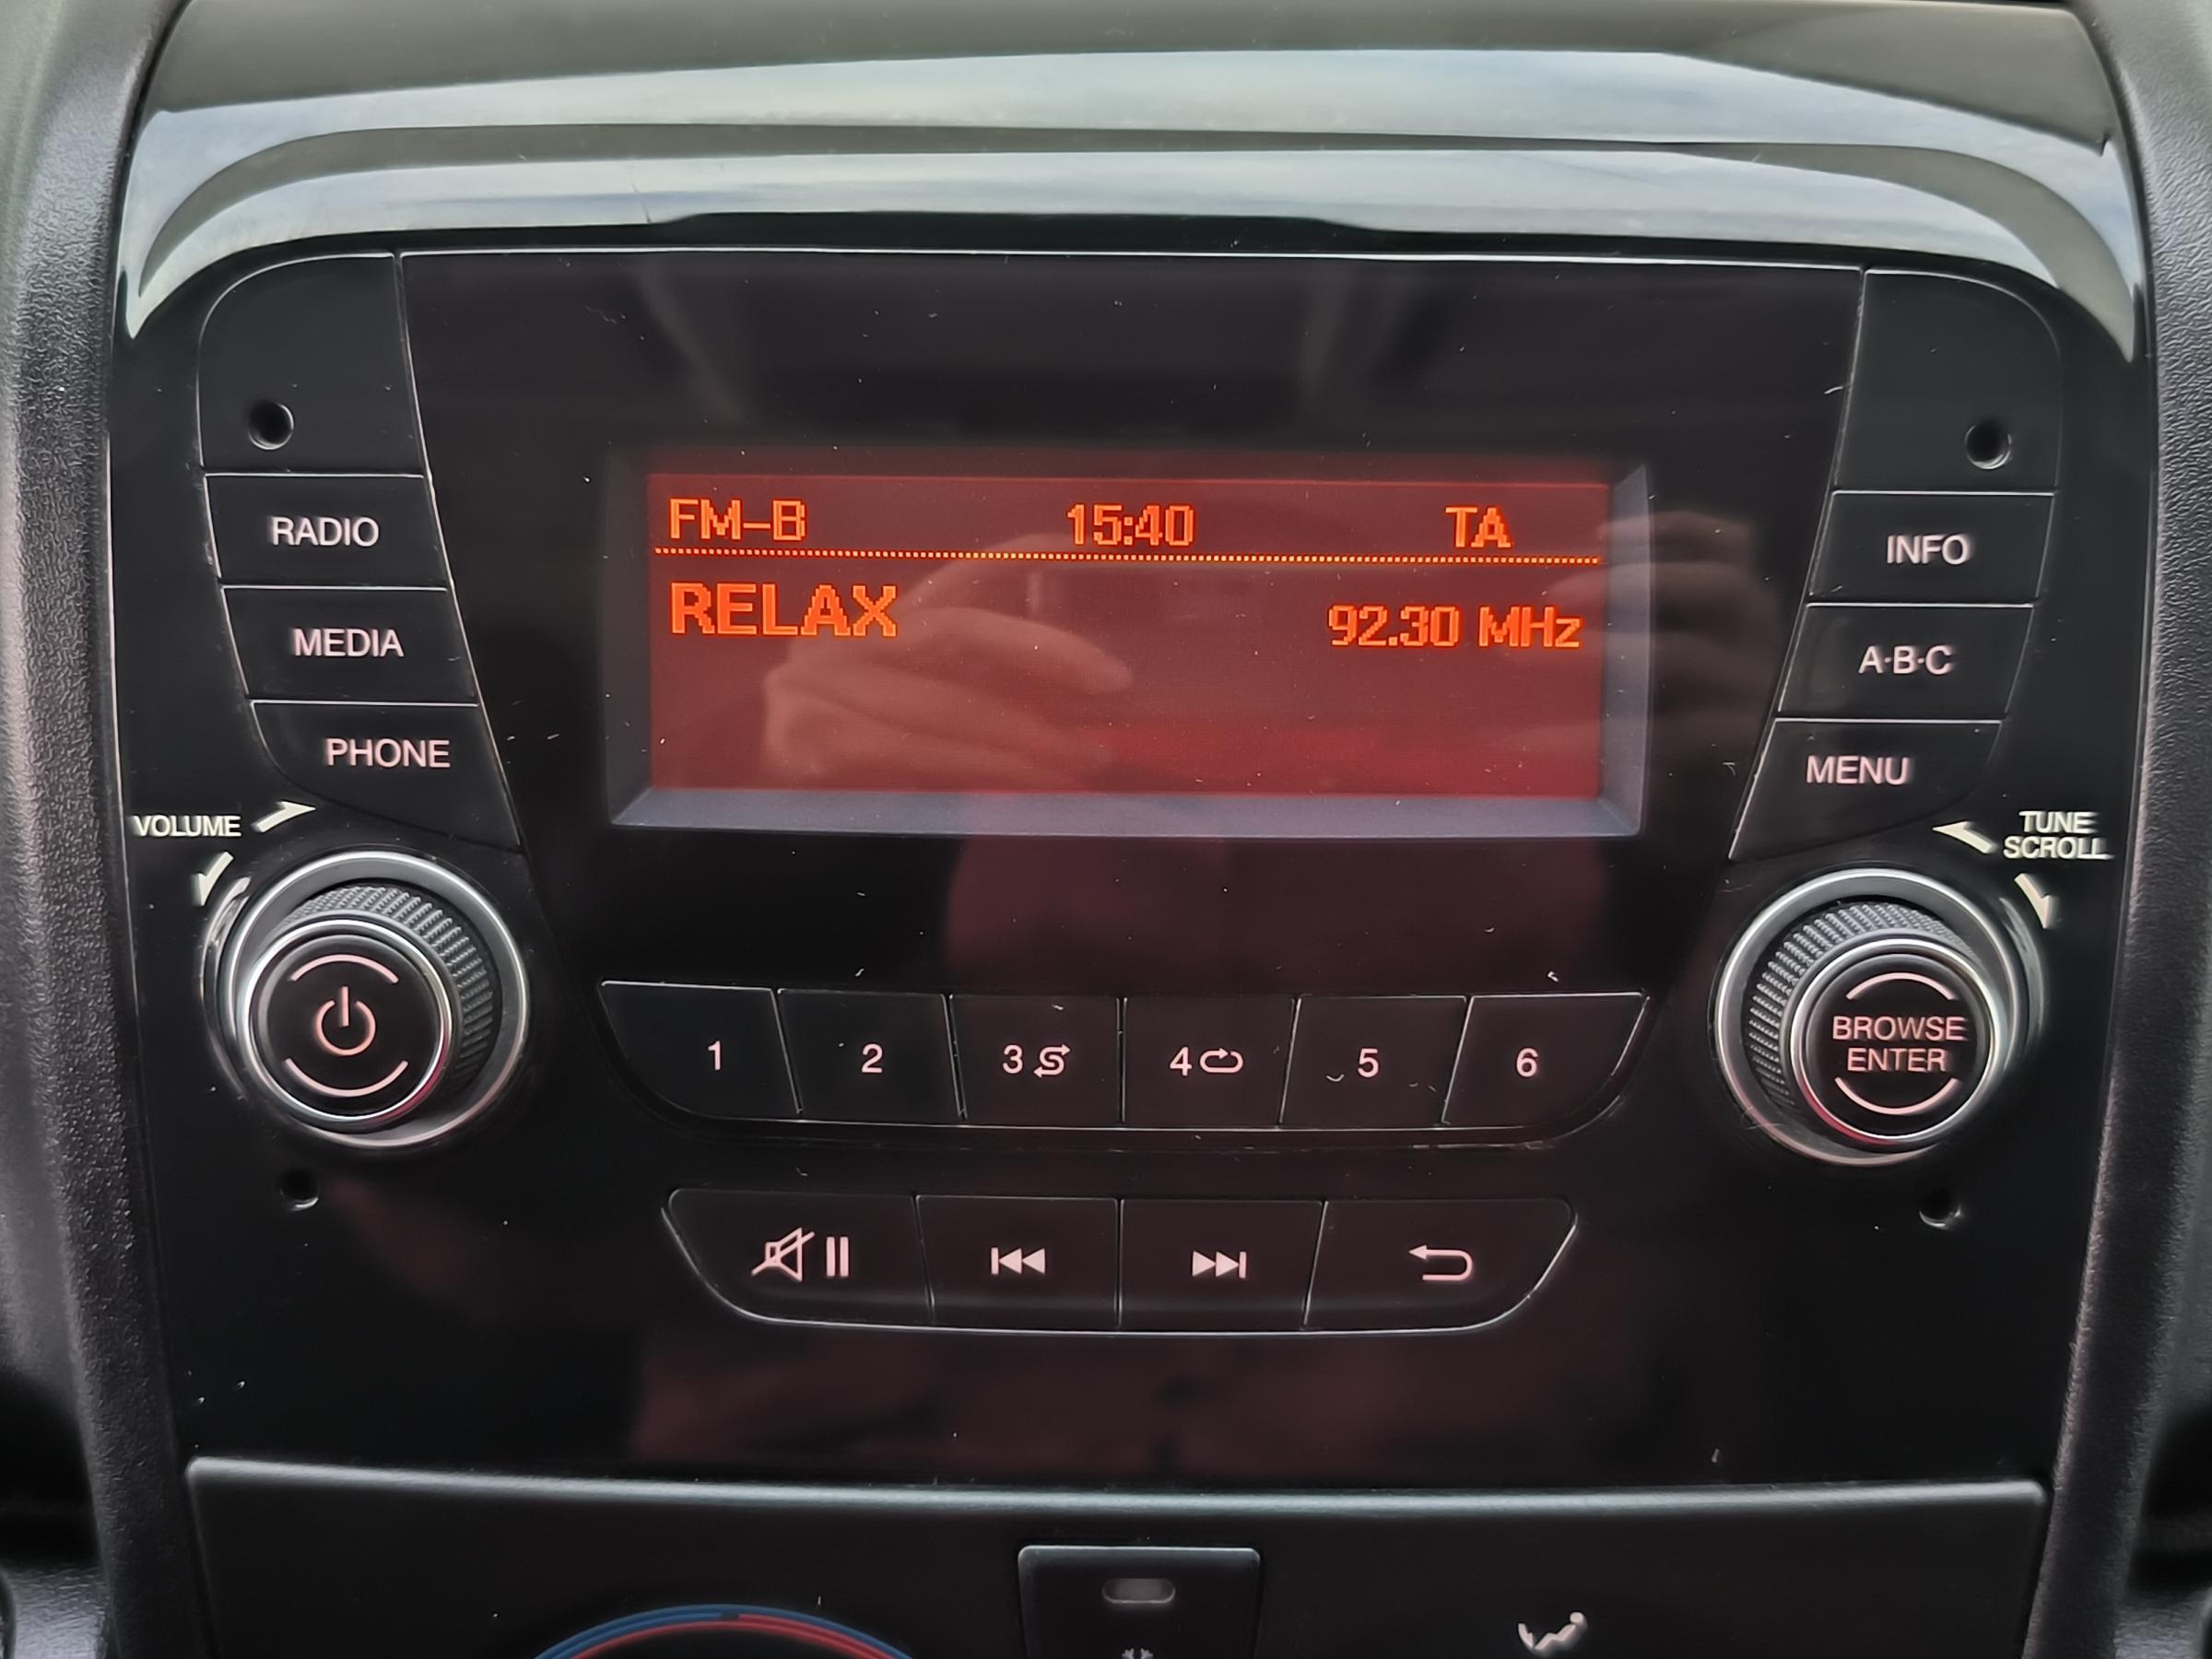 FM-B 15:40 TA
RELAX 92.30 MHz
RADIO
MEDIA
PHONE
INFO
A·B·C
MENU
VOLUME
TUNE
SCROLL
BROWSE
ENTER
1 2 3 4 5 6